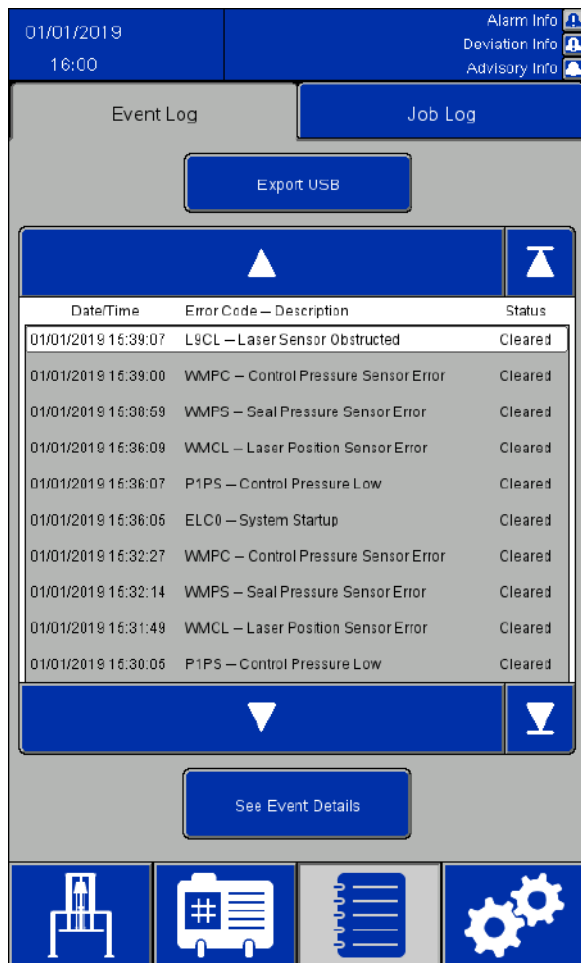 01/01/2019
16:00
Alarm Info
Deviation Info
Advisory Info
Event Log
Job Log
Export USB
Date/Time Error Code — Description Status
01/01/2019 15:39:07 L9CL — Laser Sensor Obstructed Cleared
01/01/2019 15:39:00 WMPC — Control Pressure Sensor Error Cleared
01/01/2019 15:38:59 WMPS — Seal Pressure Sensor Error Cleared
01/01/2019 15:36:09 WMCL — Laser Position Sensor Error Cleared
01/01/2019 15:36:07 P1PS — Control Pressure Low Cleared
01/01/2019 15:36:05 ELC0 — System Startup Cleared
01/01/2019 15:32:27 WMPC — Control Pressure Sensor Error Cleared
01/01/2019 15:32:14 WMPS — Seal Pressure Sensor Error Cleared
01/01/2019 15:31:49 WMCL — Laser Position Sensor Error Cleared
01/01/2019 15:30:05 P1PS — Control Pressure Low Cleared
See Event Details
#